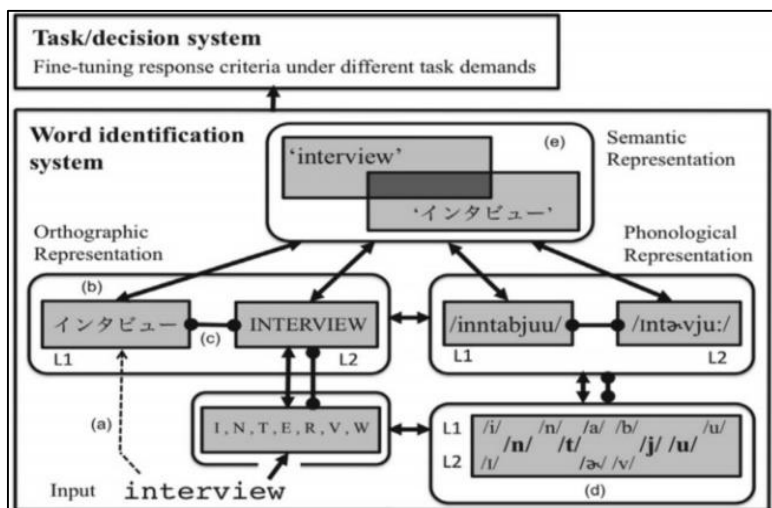 Task/decision system
Fine-tuning response criteria under different task demands
Word identification
system
(e)
Semantic
Representation
‘interview’
‘インタビュー’
Orthographic
Representation
Phonological
Representation
(b)
インタビュー
(c)
INTERVIEW
L1
L2
/inntabjuu/
/ɪntɚvjuː/
L1
L2
(a)
I , N , T , E , R , V , W
L1 /i/ /n/ /a/ /b/ /u/
/n/ /t/ /j/ /u/
L2 /ɪ/ /ɚ/ /v/
(d)
Input interview